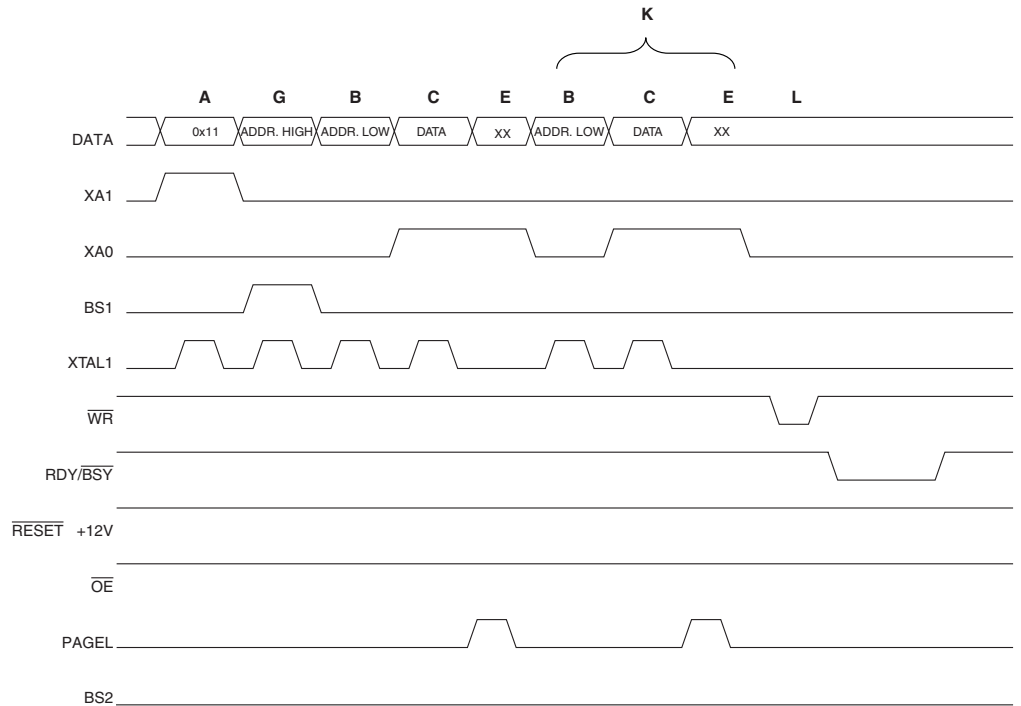 K
A G B C E B C E L
DATA 0x11 ADDR. HIGH ADDR. LOW DATA XX ADDR. LOW DATA XX
XA1
XA0
BS1
XTAL1
WR
RDY/BSY
RESET +12V
OE
PAGEL
BS2